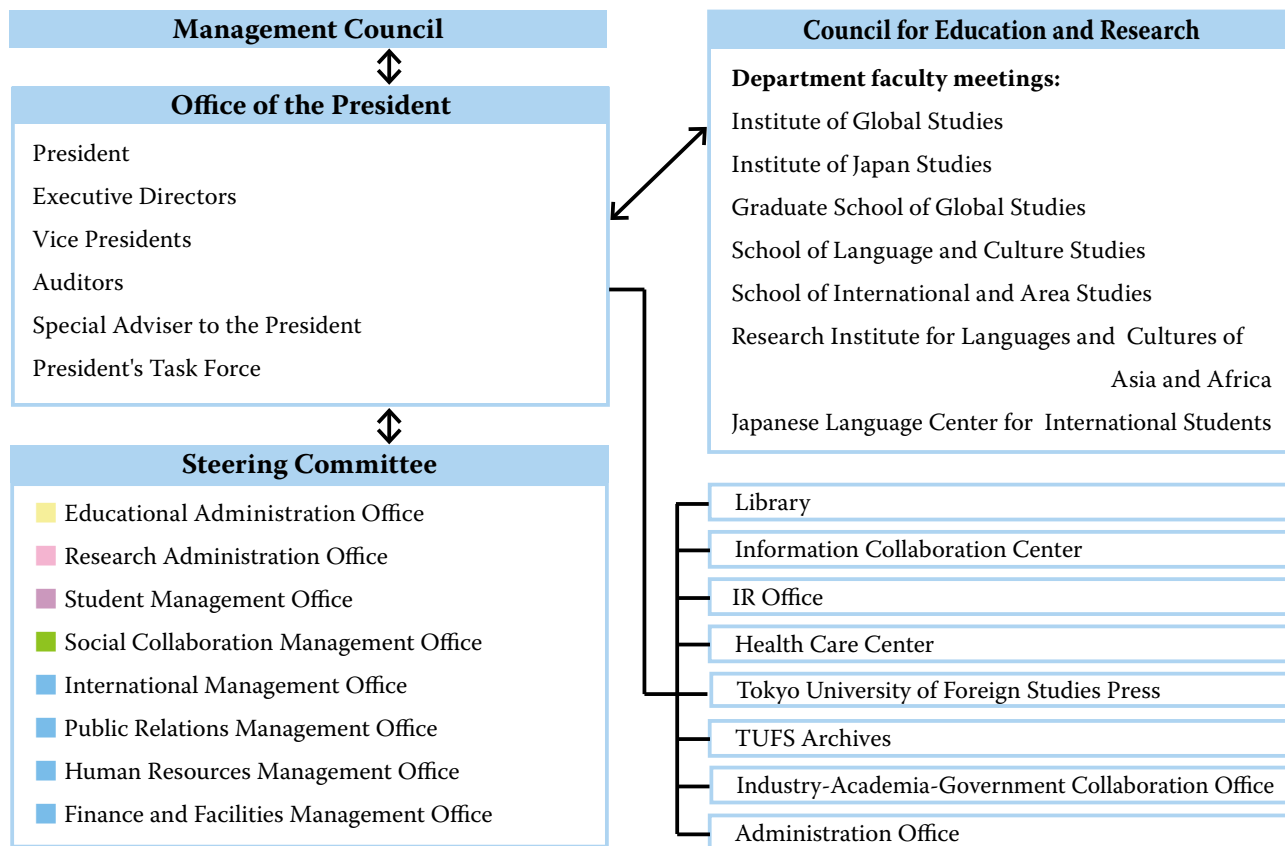 Management Council
Office of the President
President
Executive Directors
Vice Presidents
Auditors
Special Adviser to the President
President's Task Force
Steering Committee
Educational Administration Office
Research Administration Office
Student Management Office
Social Collaboration Management Office
International Management Office
Public Relations Management Office
Human Resources Management Office
Finance and Facilities Management Office
Council for Education and Research
Department faculty meetings:
Institute of Global Studies
Institute of Japan Studies
Graduate School of Global Studies
School of Language and Culture Studies
School of International and Area Studies
Research Institute for Languages and Cultures of
Asia and Africa
Japanese Language Center for International Students
Library
Information Collaboration Center
IR Office
Health Care Center
Tokyo University of Foreign Studies Press
TUFS Archives
Industry-Academia-Government Collaboration Office
Administration Office